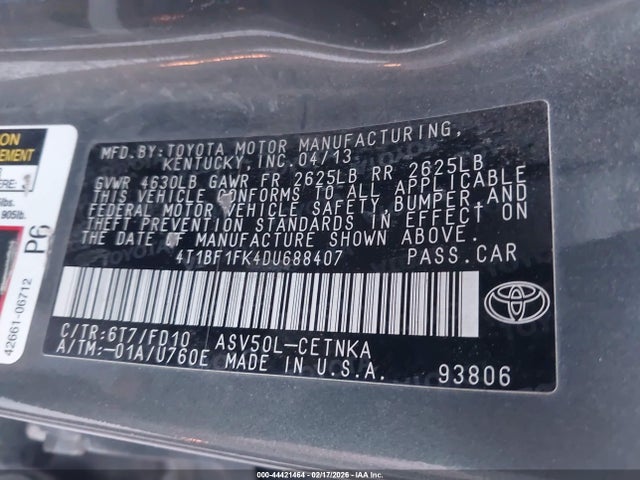 MFD.BY:TOYOTA MOTOR MANUFACTURING,
KENTUCKY,INC.04/13
GVWR 4630LB GAWR FR 2625LB RR 2625LB
THIS VEHICLE CONFORMS TO ALL APPLICABLE
FEDERAL MOTOR VEHICLE SAFETY,BUMPER,AND
THEFT PREVENTION STANDARDS IN EFFECT ON
THE DATE OF MANUFACTURE SHOWN ABOVE.
4T1BF1FK4DU688407 PASS.CAR
C/TR:6T7/FD10 ASV50L-CETNKA
A/TM:-01A/U760E MADE IN U.S.A. 93806
P6
42661-06712
905lb.
000-44421464 - 02/17/2026 - IAA Inc.